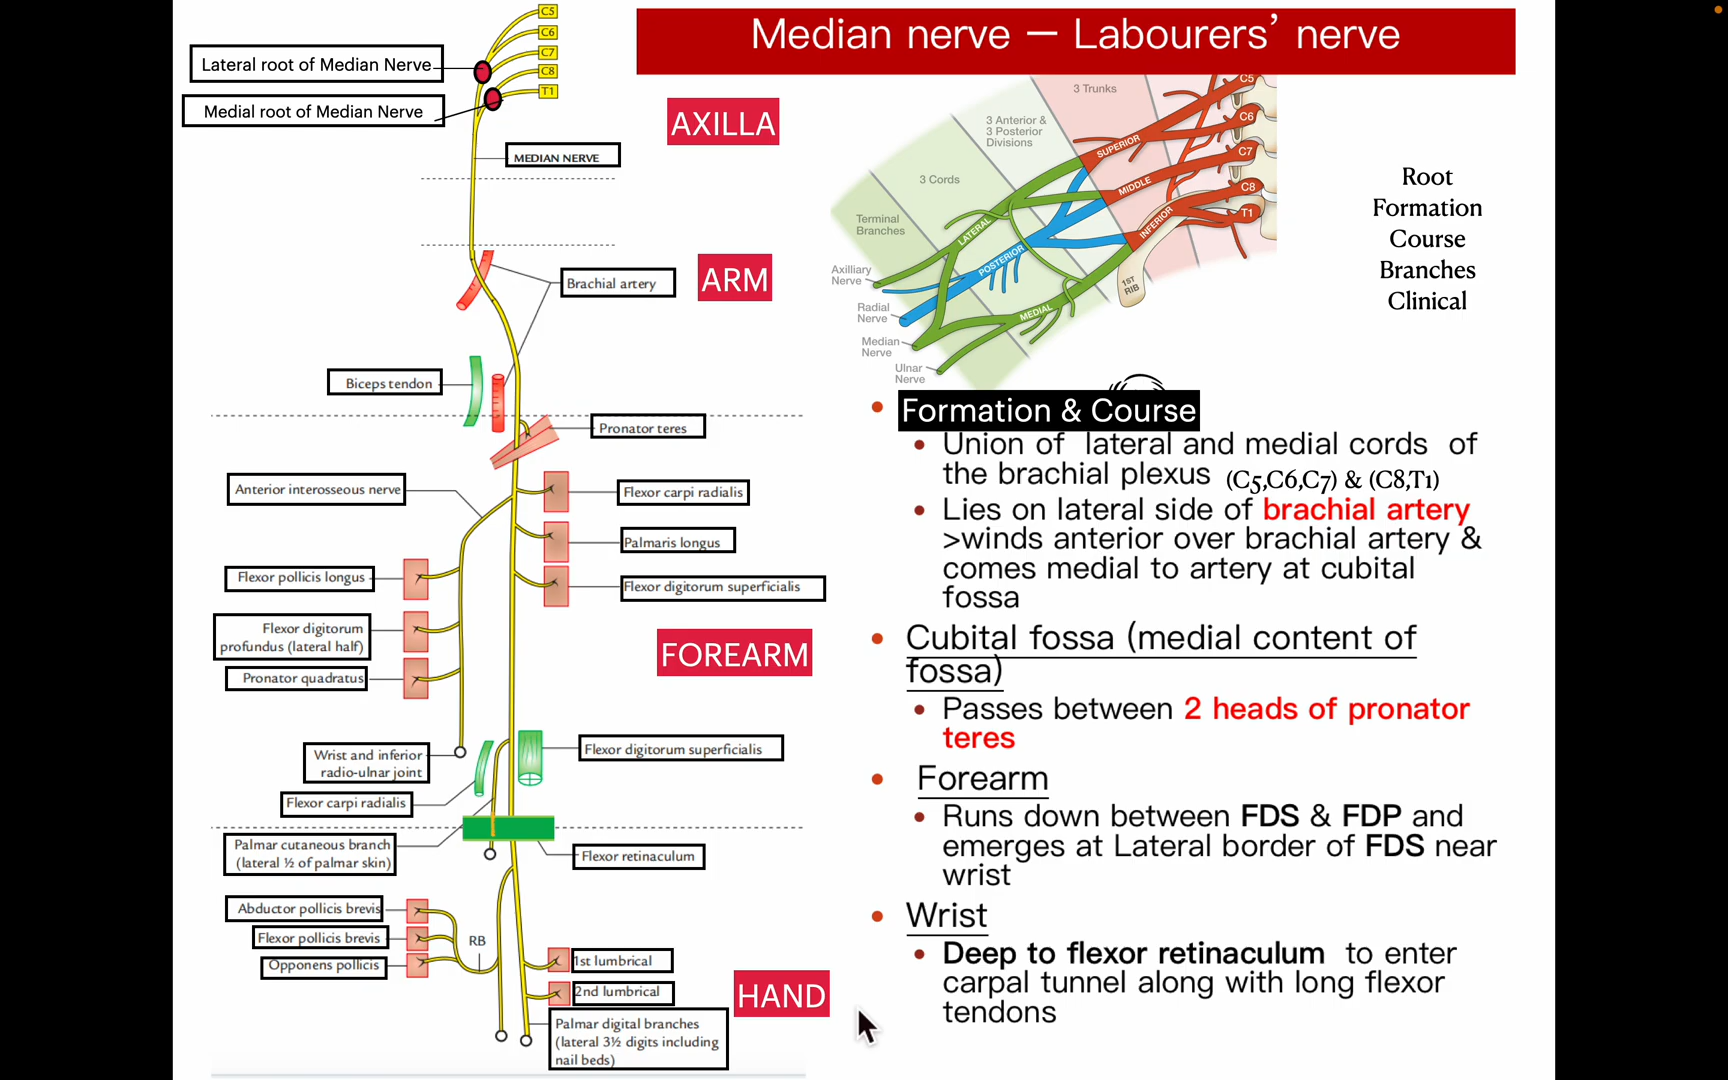 Median nerve – Labourers' nerve
C5
C6
C7
C8
T1
Lateral root of Median Nerve
Medial root of Median Nerve
AXILLA
MEDIAN NERVE
Brachial artery
ARM
Biceps tendon
Pronator teres
Anterior interosseous nerve
Flexor carpi radialis
Palmaris longus
Flexor pollicis longus
Flexor digitorum superficialis
Flexor digitorum
profundus (lateral half)
FOREARM
Pronator quadratus
Wrist and inferior
radio-ulnar joint
Flexor digitorum superficialis
Flexor carpi radialis
Palmar cutaneous branch
(lateral ½ of palmar skin)
Flexor retinaculum
Abductor pollicis brevis
Flexor pollicis brevis
RB
Opponens pollicis
1st lumbrical
2nd lumbrical
HAND
Palmar digital branches
(lateral 3½ digits including
nail beds)
3 Trunks
3 Anterior &
3 Posterior
Divisions
3 Cords
Terminal
Branches
C5
C6
C7
C8
T1
SUPERIOR
MIDDLE
INFERIOR
LATERAL
POSTERIOR
MEDIAL
1ST
RIB
Axilliary
Nerve
Radial
Nerve
Median
Nerve
Ulnar
Nerve
Root
Formation
Course
Branches
Clinical
• Formation & Course
• Union of lateral and medial cords of
the brachial plexus (C5,C6,C7) & (C8,T1)
• Lies on lateral side of brachial artery
>winds anterior over brachial artery &
comes medial to artery at cubital
fossa
• Cubital fossa (medial content of
fossa)
• Passes between 2 heads of pronator
teres
• Forearm
• Runs down between FDS & FDP and
emerges at Lateral border of FDS near
wrist
• Wrist
• Deep to flexor retinaculum to enter
carpal tunnel along with long flexor
tendons